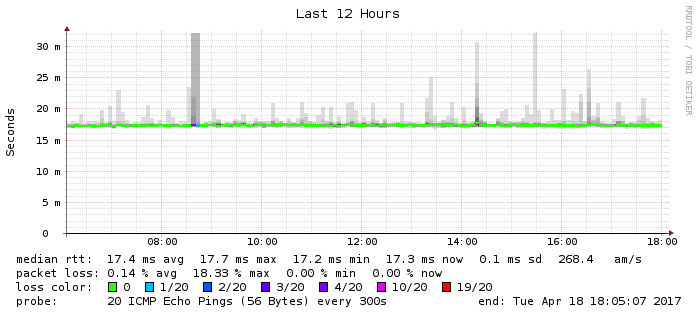 Last 12 Hours
RRDTOOL / TOBI OETIKER
Seconds
30 m
25 m
20 m
15 m
10 m
5 m
0
08:00 10:00 12:00 14:00 16:00 18:00
median rtt: 17.4 ms avg 17.7 ms max 17.2 ms min 17.3 ms now 0.1 ms sd 268.4 am/s
packet loss: 0.14 % avg 18.33 % max 0.00 % min 0.00 % now
loss color: 0 1/20 2/20 3/20 4/20 10/20 19/20
probe: 20 ICMP Echo Pings (56 Bytes) every 300s end: Tue Apr 18 18:05:07 2017